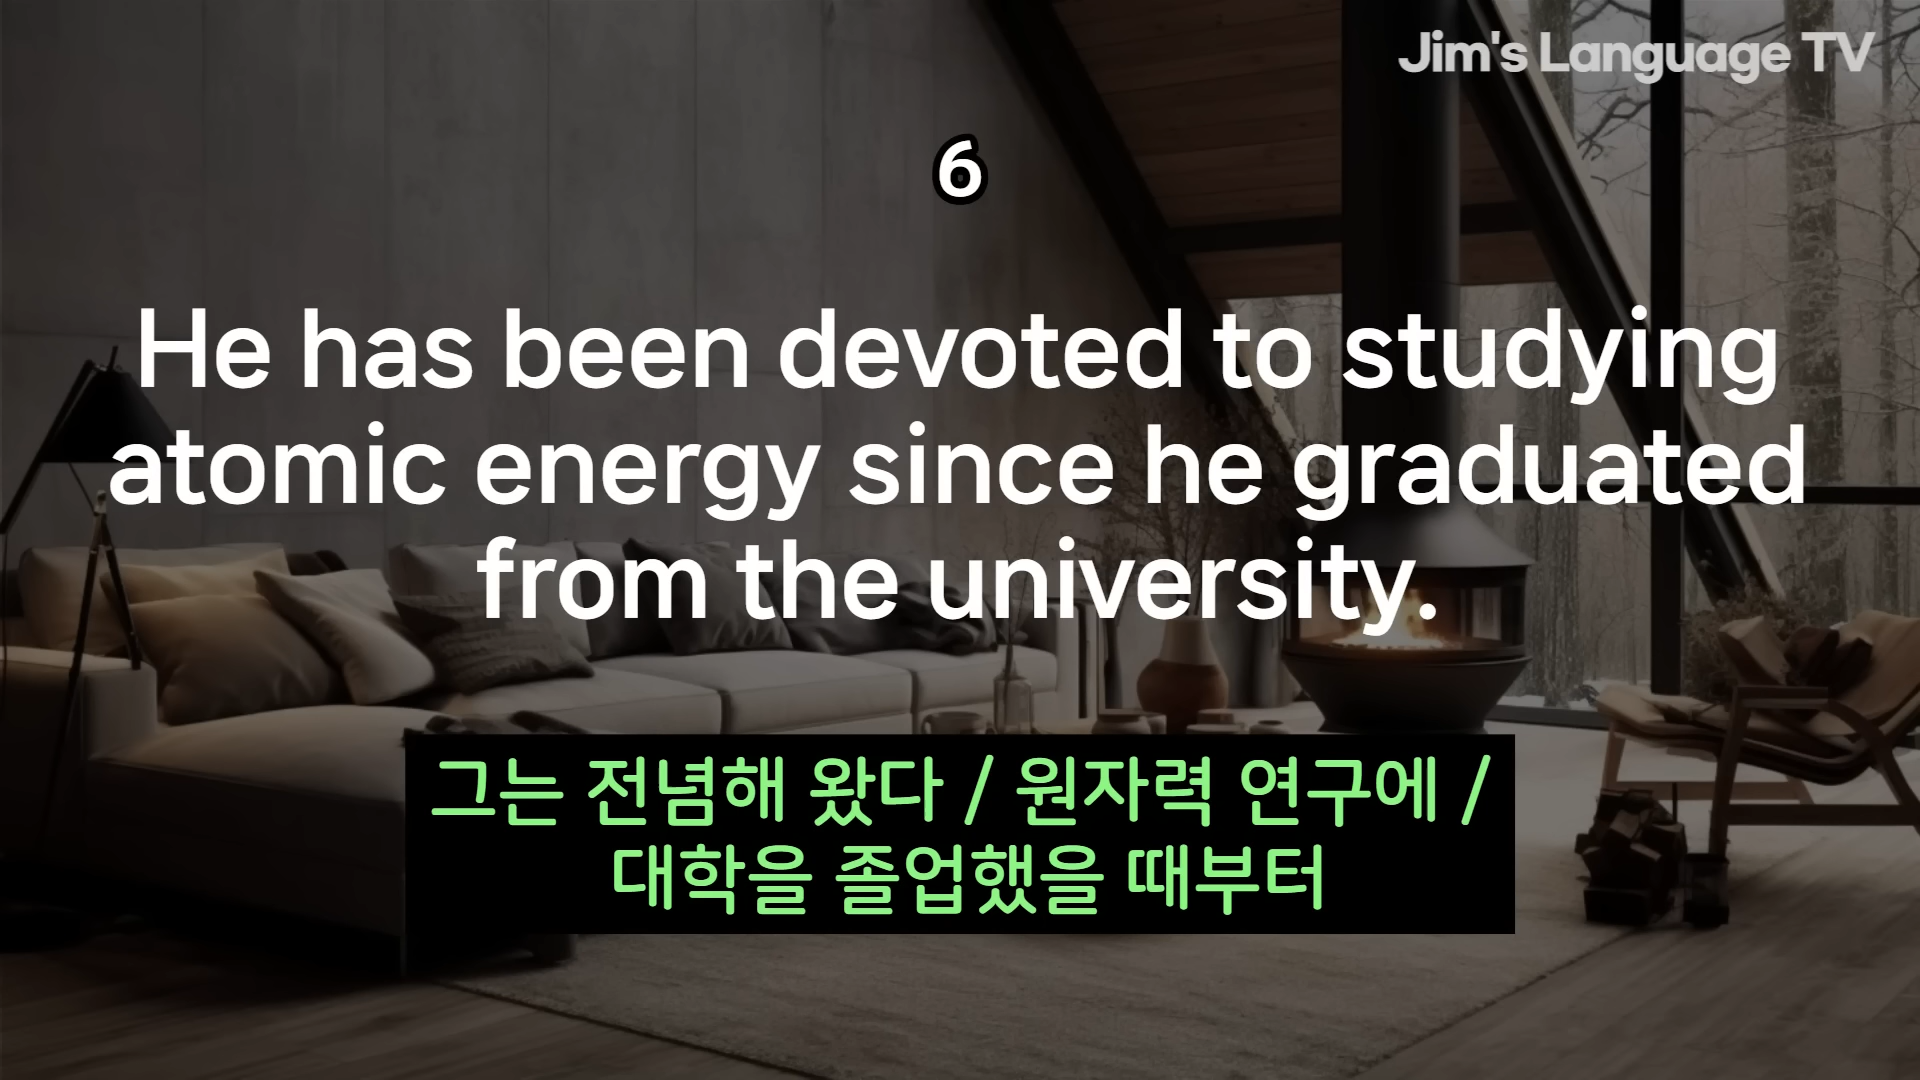 Jim's Language TV
6
He has been devoted to studying
atomic energy since he graduated
from the university.
그는 전념해 왔다 / 원자력 연구에 /
대학을 졸업했을 때부터